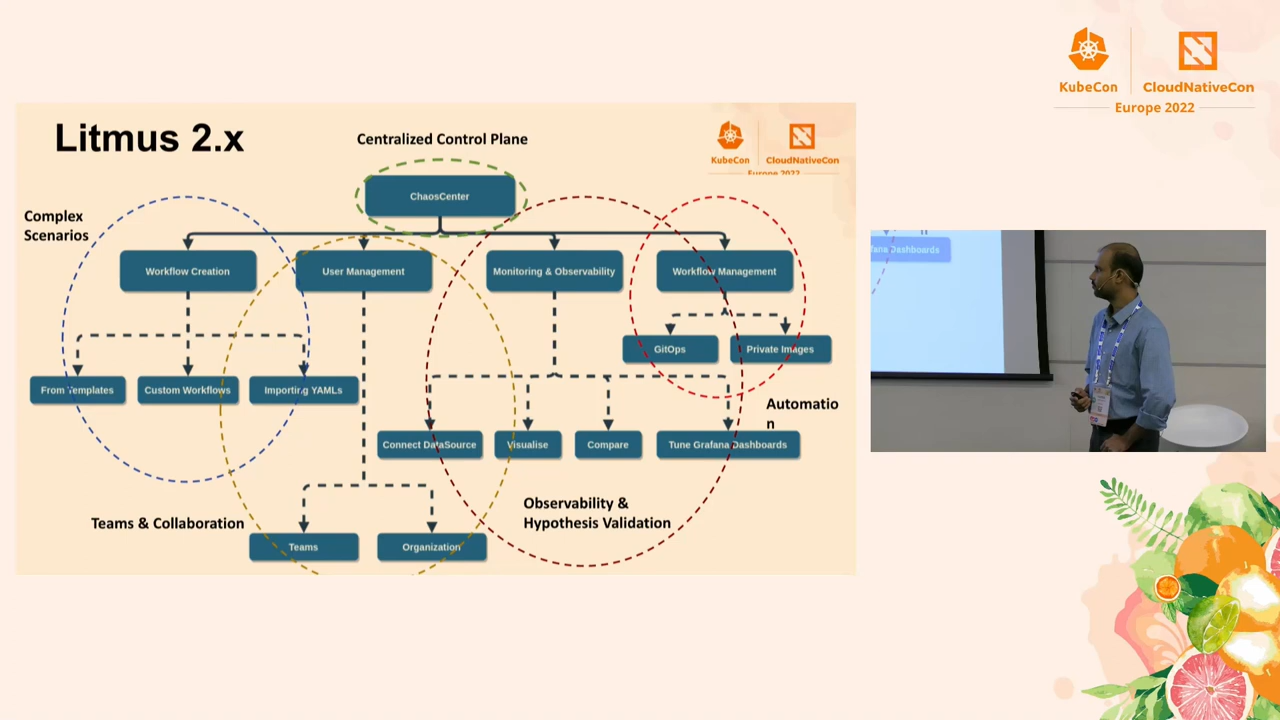 KubeCon
CloudNativeCon
Europe 2022
Litmus 2.x
Centralized Control Plane
KubeCon
CloudNativeCon
Europe 2022
ChaosCenter
Complex
Scenarios
Workflow Creation
User Management
Monitoring & Observability
Workflow Management
GitOps
Private Images
From Templates
Custom Workflows
Importing YAMLs
Automatio
n
Connect DataSource
Visualise
Compare
Tune Grafana Dashboards
Observability &
Hypothesis Validation
Teams & Collaboration
Teams
Organization
Dashboards